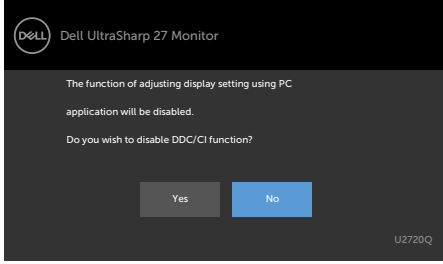 DELL Dell UltraSharp 27 Monitor
The function of adjusting display setting using PC
application will be disabled.
Do you wish to disable DDC/CI function?
Yes No
U2720Q